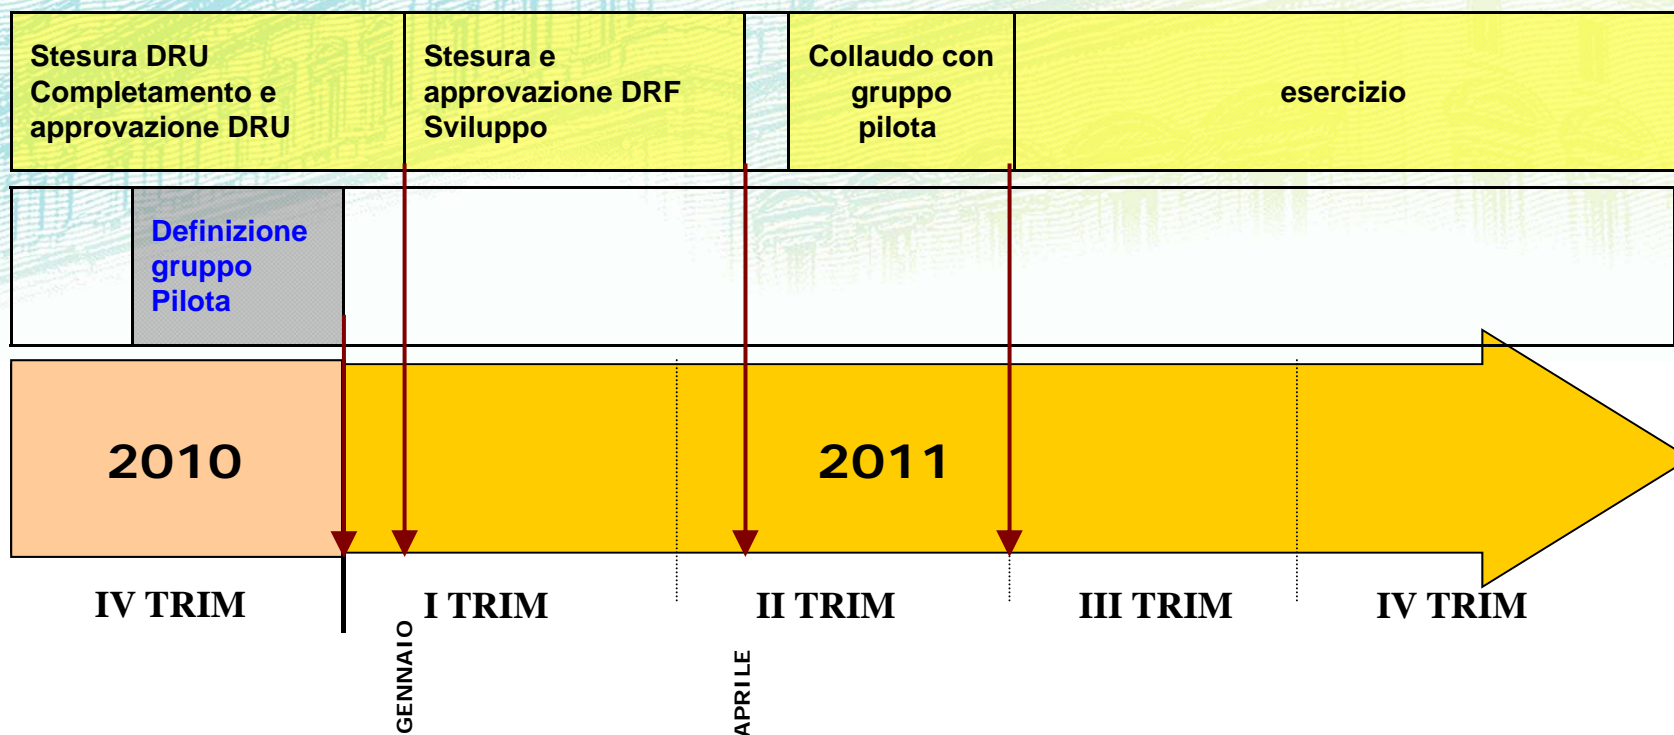 Stesura DRU
Completamento e
approvazione DRU
Stesura e
approvazione DRF
Sviluppo
Collaudo con
gruppo
pilota
esercizio
Definizione
gruppo
Pilota
2010
2011
IV TRIM
I TRIM
II TRIM
III TRIM
IV TRIM
GENNAIO
APRILE